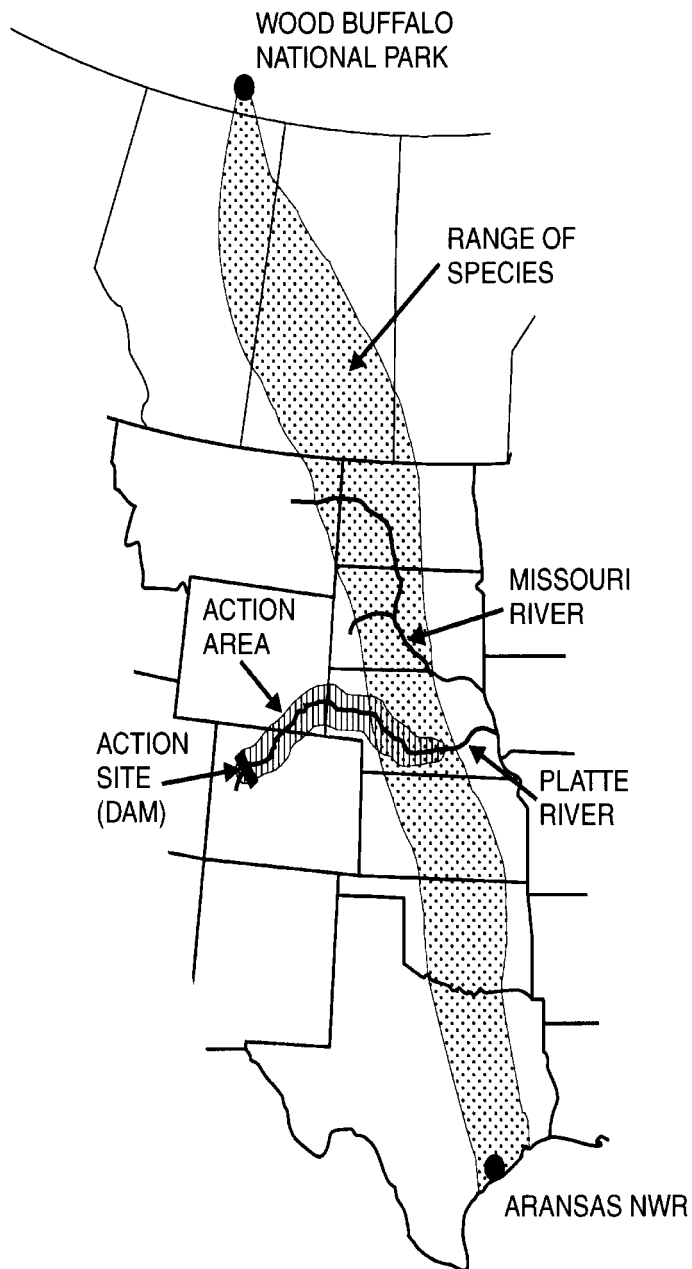 WOOD BUFFALO
NATIONAL PARK
RANGE OF
SPECIES
MISSOURI
RIVER
ACTION
AREA
ACTION
SITE
(DAM)
PLATTE
RIVER
ARANSAS NWR